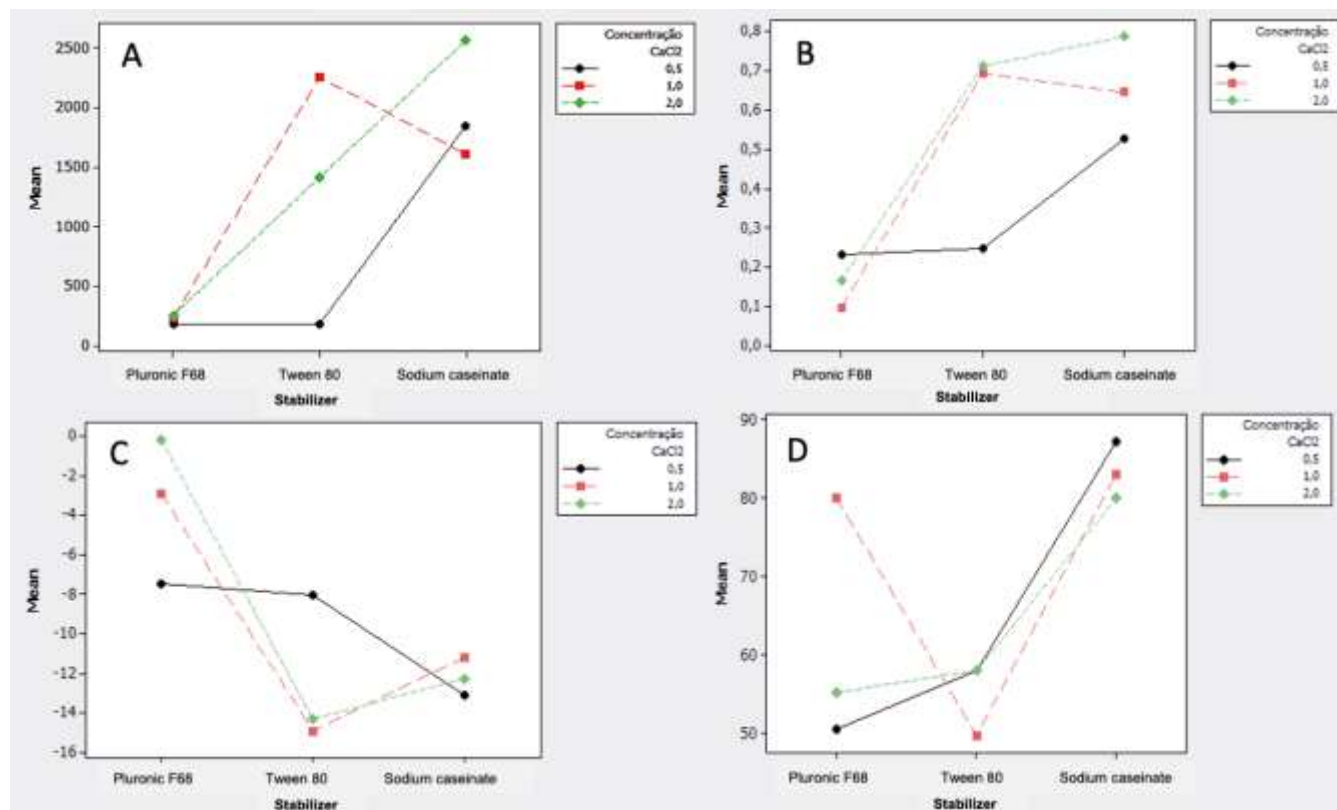 A
Mean
2500
2000
1500
1000
500
0
Pluronic F68 Tween 80 Sodium caseinate
Stabilizer
Concentração
CaCl2
0,5
1,0
2,0
B
Mean
0,8
0,7
0,6
0,5
0,4
0,3
0,2
0,1
0,0
Pluronic F68 Tween 80 Sodium caseinate
Stabilizer
Concentração
CaCl2
0,5
1,0
2,0
C
Mean
-0
-2
-4
-6
-8
-10
-12
-14
-16
Pluronic F68 Tween 80 Sodium caseinate
Stabilizer
Concentração
CaCl2
0,5
1,0
2,0
D
Mean
90
80
70
60
50
Pluronic F68 Tween 80 Sodium caseinate
Stabilizer
Concentração
CaCl2
0,5
1,0
2,0